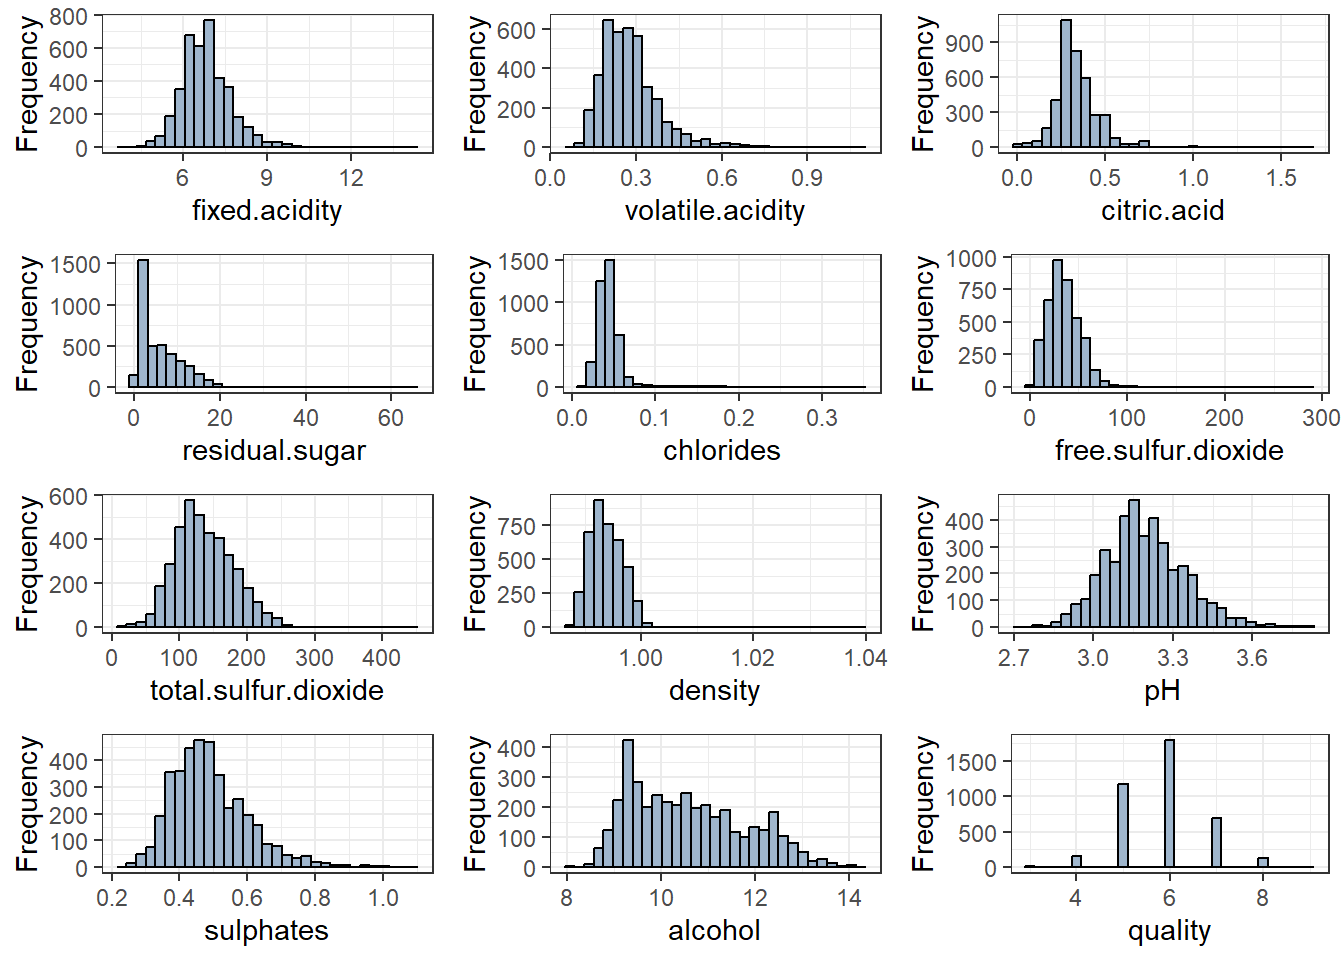 Frequency
800
600
400
200
0
6 9 12
fixed.acidity
Frequency
600
400
200
0
0.0 0.3 0.6 0.9
volatile.acidity
Frequency
900
600
300
0
0.0 0.5 1.0 1.5
citric.acid
Frequency
1500
1000
500
0
0 20 40 60
residual.sugar
Frequency
1500
1000
500
0
0.0 0.1 0.2 0.3
chlorides
Frequency
1000
750
500
250
0
0 100 200 300
free.sulfur.dioxide
Frequency
600
400
200
0
0 100 200 300 400
total.sulfur.dioxide
Frequency
750
500
250
0
1.00 1.02 1.04
density
Frequency
400
300
200
100
0
2.7 3.0 3.3 3.6
pH
Frequency
400
300
200
100
0
0.2 0.4 0.6 0.8 1.0
sulphates
Frequency
400
300
200
100
0
8 10 12 14
alcohol
Frequency
1500
1000
500
0
4 6 8
quality